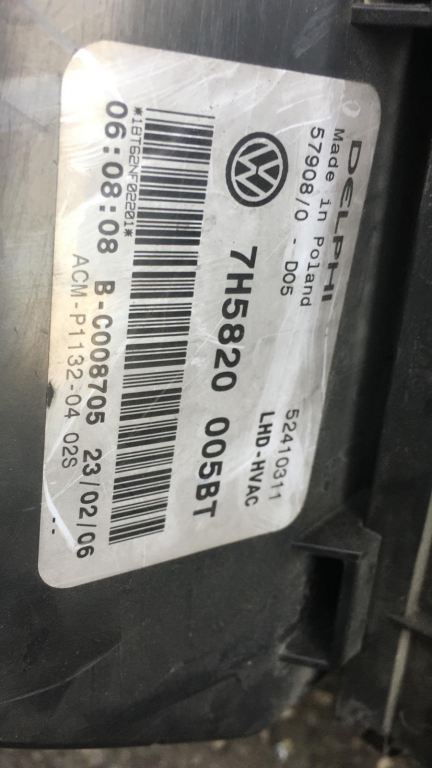 DELPHI
Made in Poland
57908/0 - D05
52410311
LHD-HVAC
7H5820 005BT
*1BT62NF02201*
06:08:08 B-C008705 23/02/06
ACM-P1132-04 02S ..